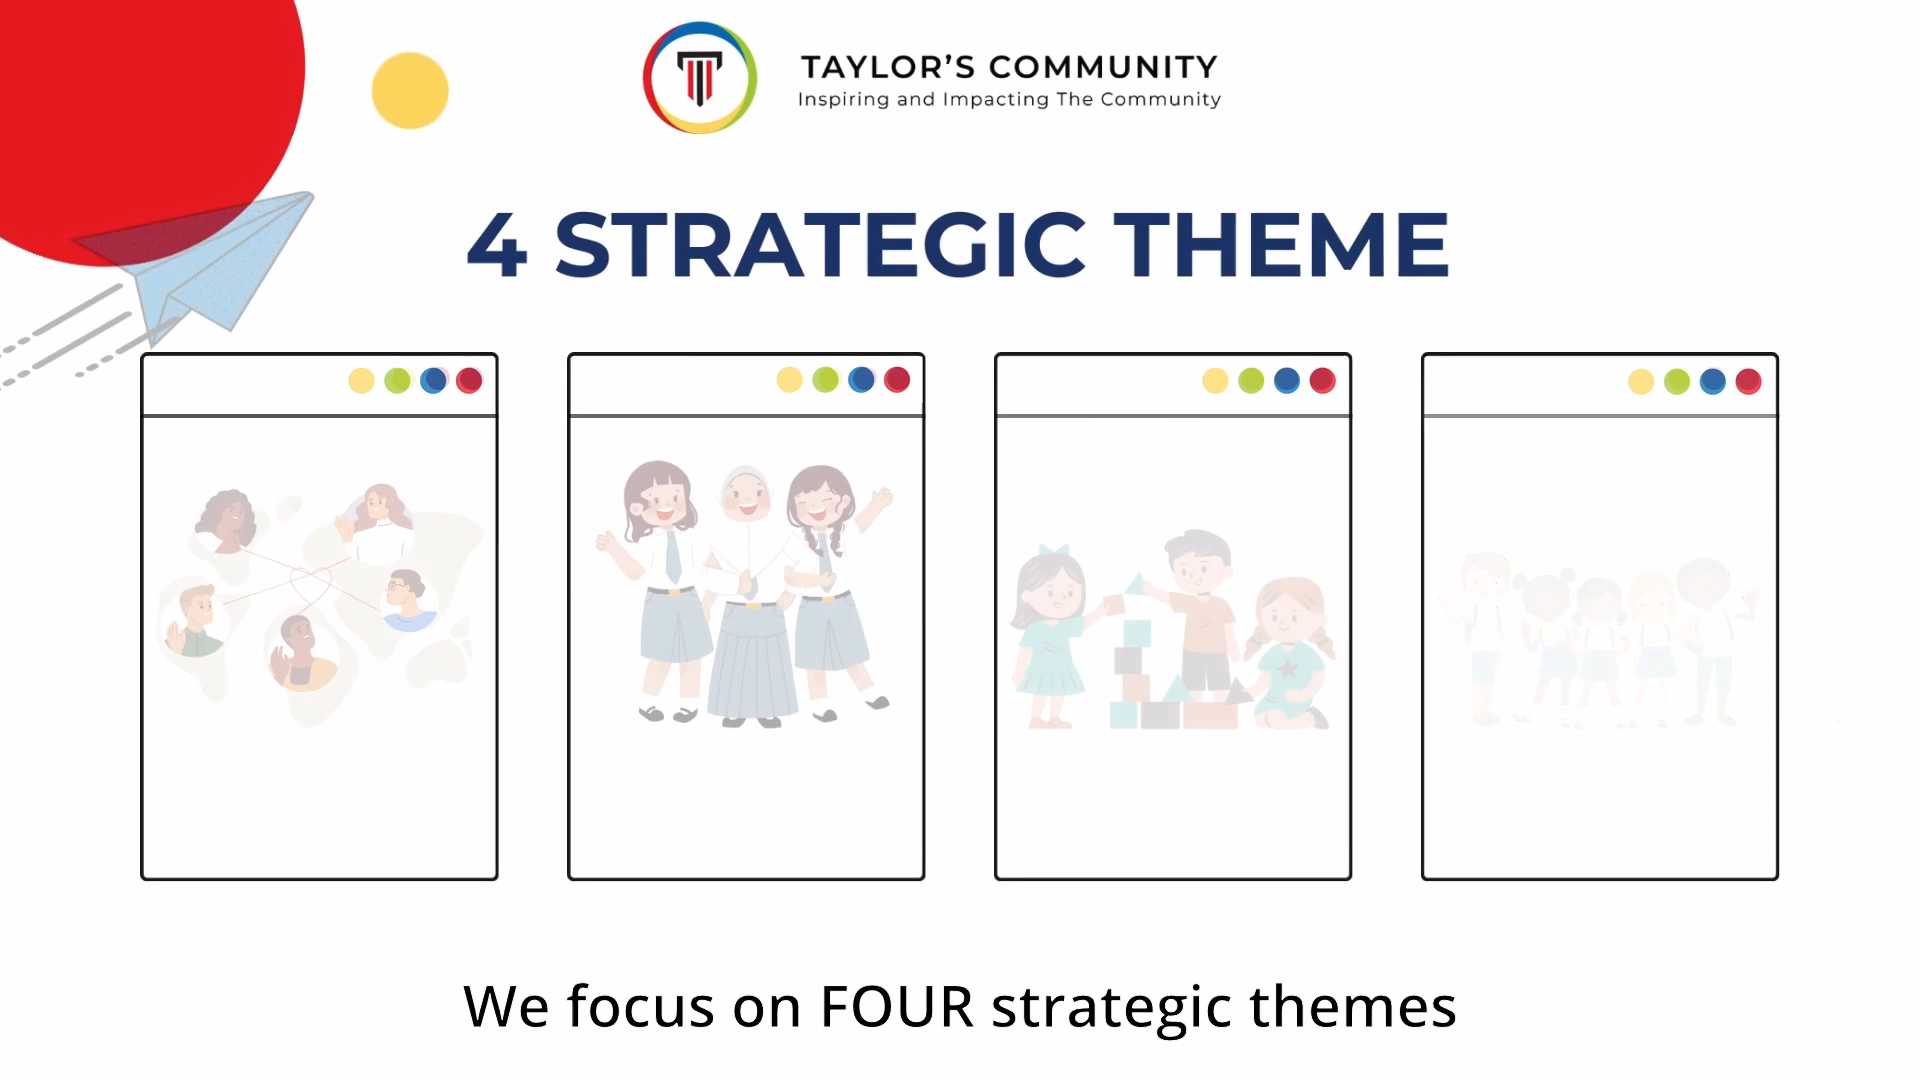 TAYLOR’S COMMUNITY
Inspiring and Impacting The Community
4 STRATEGIC THEME
We focus on FOUR strategic themes